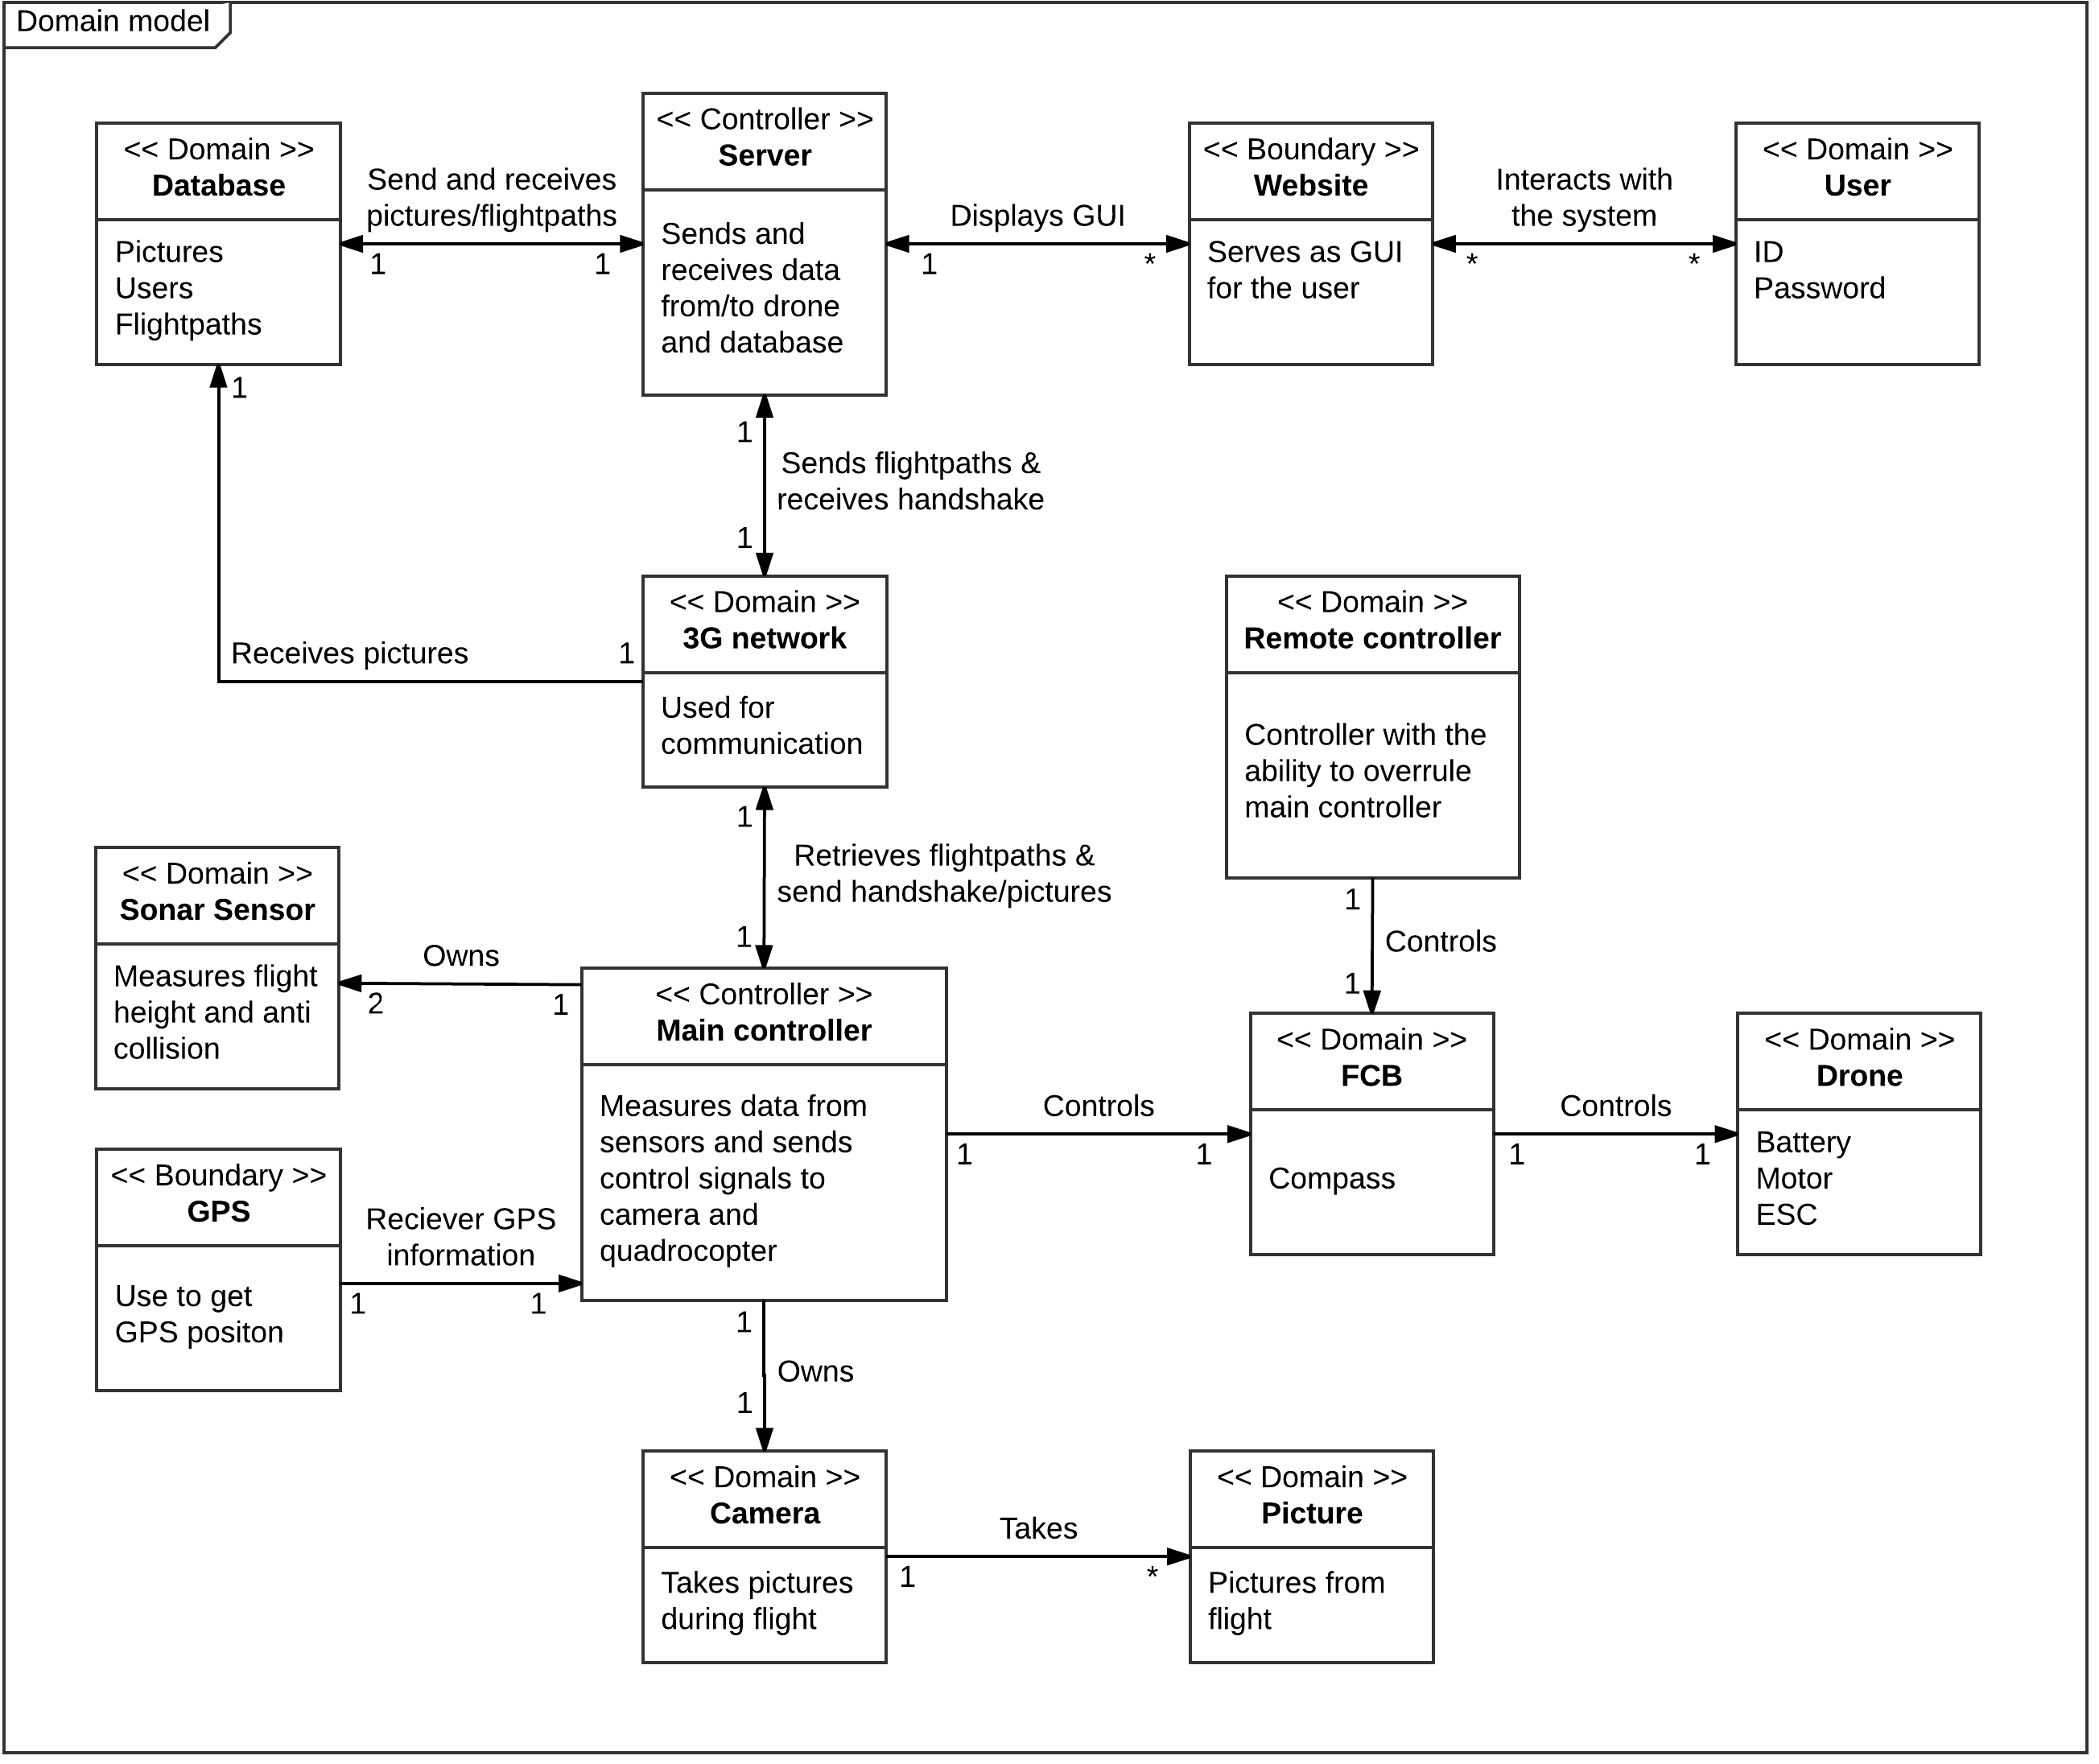 Domain model
<< Domain >>
Database
Pictures
Users
Flightpaths
Send and receives
pictures/flightpaths
1
1
<< Controller >>
Server
Sends and
receives data
from/to drone
and database
Displays GUI
1
*
<< Boundary >>
Website
Serves as GUI
for the user
Interacts with
the system
*
*
<< Domain >>
User
ID
Password
1
Receives pictures
1
1
Sends flightpaths &
receives handshake
1
<< Domain >>
3G network
Used for
communication
<< Domain >>
Remote controller
Controller with the
ability to overrule
main controller
1
Retrieves flightpaths &
send handshake/pictures
1
1
Controls
1
<< Domain >>
Sonar Sensor
Measures flight
height and anti
collision
Owns
2
1
<< Controller >>
Main controller
Measures data from
sensors and sends
control signals to
camera and
quadrocopter
Controls
1
1
<< Domain >>
FCB
Compass
Controls
1
1
<< Domain >>
Drone
Battery
Motor
ESC
<< Boundary >>
GPS
Use to get
GPS positon
Reciever GPS
information
1
1
1
Owns
1
<< Domain >>
Camera
Takes pictures
during flight
Takes
1
*
<< Domain >>
Picture
Pictures from
flight